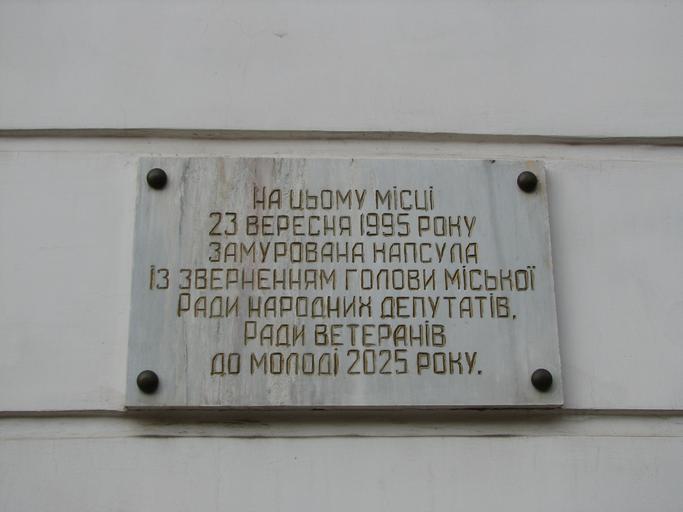 НА ЦЬОМУ МІСЦІ
23 ВЕРЕСНЯ 1995 РОКУ
ЗАМУРОВАНА КАПСУЛА
ІЗ ЗВЕРНЕННЯМ ГОЛОВИ МІСЬКОЇ
РАДИ НАРОДНИХ ДЕПУТАТІВ,
РАДИ ВЕТЕРАНІВ
ДО МОЛОДІ 2025 РОКУ.